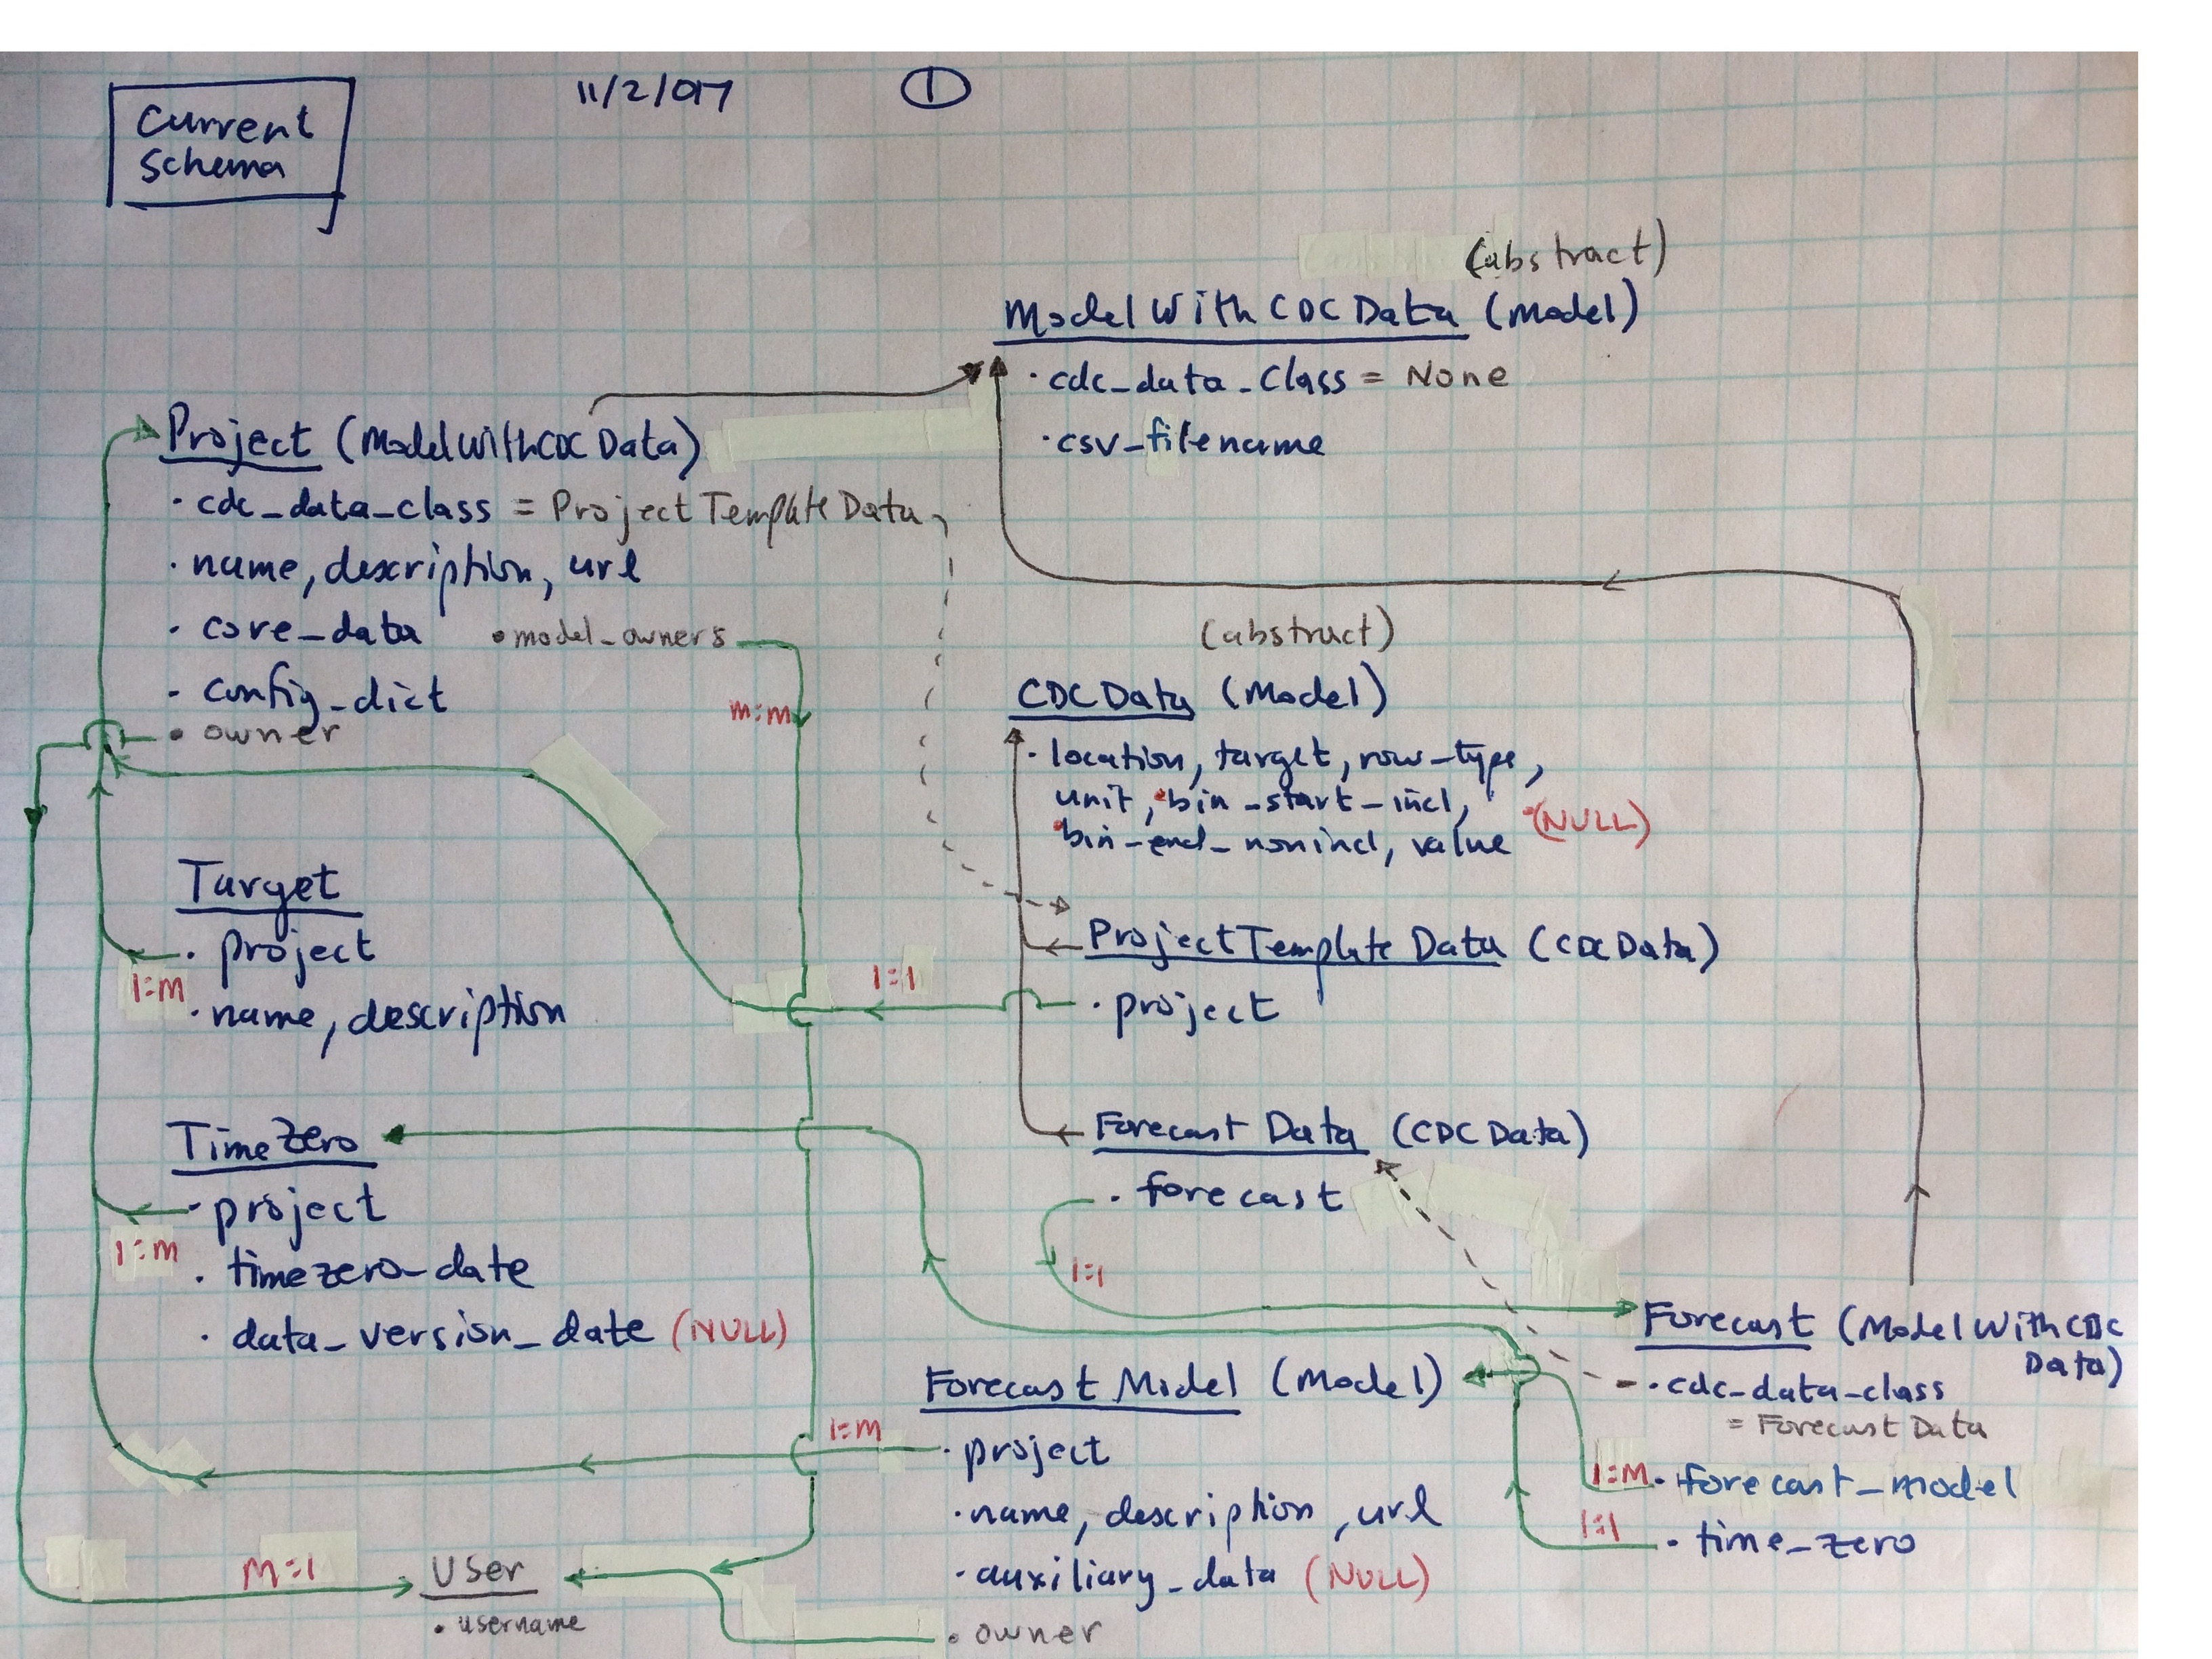 Current
Schema
11/2/017
1
(abstract)
ModelWithCDCData (Model)
· cdc_data_class = None
· csv_filename
Project (ModelWithCDCData)
· cdc_data_class = ProjectTemplateData
· name, description, url
· core_data
• model_owners
· config_dict
• owner
m:m
(abstract)
CDCData (Model)
· location, target, row_type,
unit, bin_start_incl,
bin_end_nonincl, value
(NULL)
Target
· project
1:M
· name, description
ProjectTemplateData (CDCData)
1:1
· project
TimeZero
· project
1:M
· timezero_date
· data_version_date (NULL)
ForecastData (CDCData)
· forecast
1:1
Forecast (ModelWithCDC
Data)
· cdc_data_class
= ForecastData
1:M
· forecast_model
1:1
· time_zero
ForecastModel (Model)
1:M
· project
· name, description, url
· auxiliary_data (NULL)
• owner
M:1
User
• username